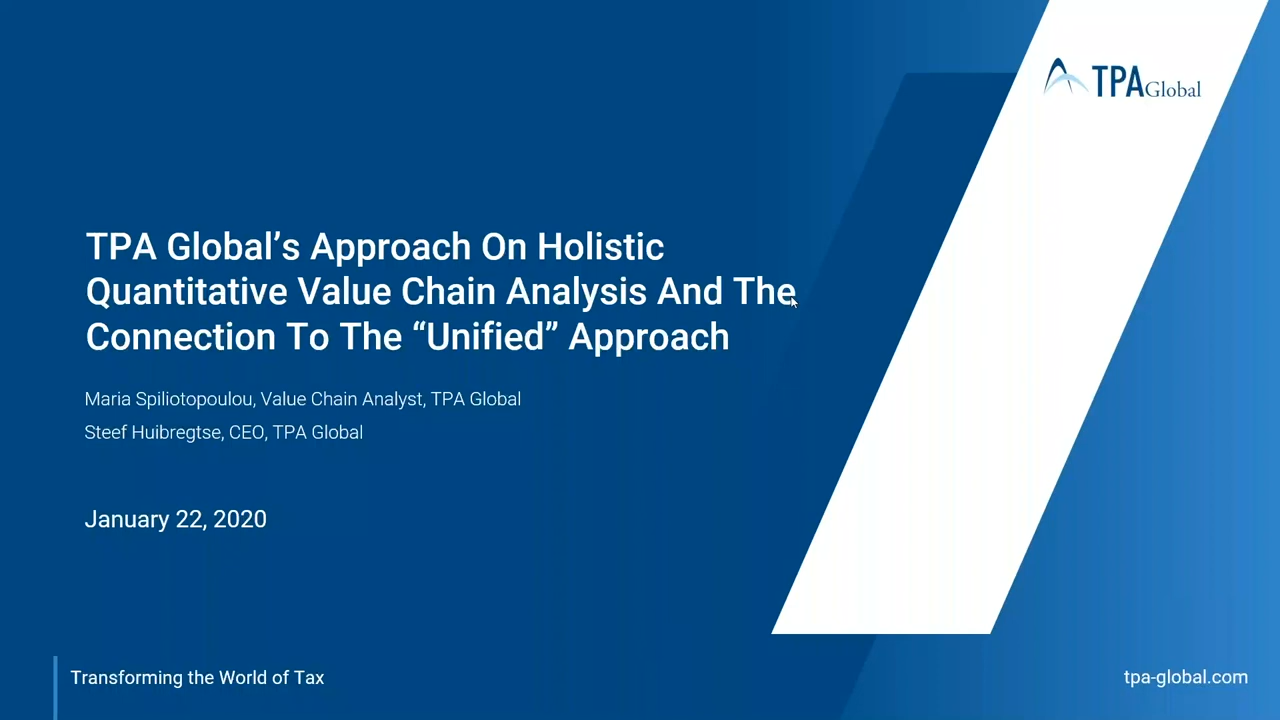 TPA Global
TPA Global’s Approach On Holistic
Quantitative Value Chain Analysis And The
Connection To The “Unified” Approach
Maria Spiliotopoulou, Value Chain Analyst, TPA Global
Steef Huibregtse, CEO, TPA Global
January 22, 2020
Transforming the World of Tax
tpa-global.com